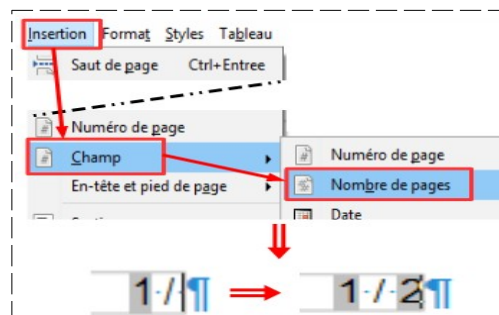 Insertion Format Styles Tableau
Saut de page Ctrl+Entree
Numéro de page
Champ
Numéro de page
En-tête et pied de page
Nombre de pages
Date
1·/·¶ 1·/·2¶